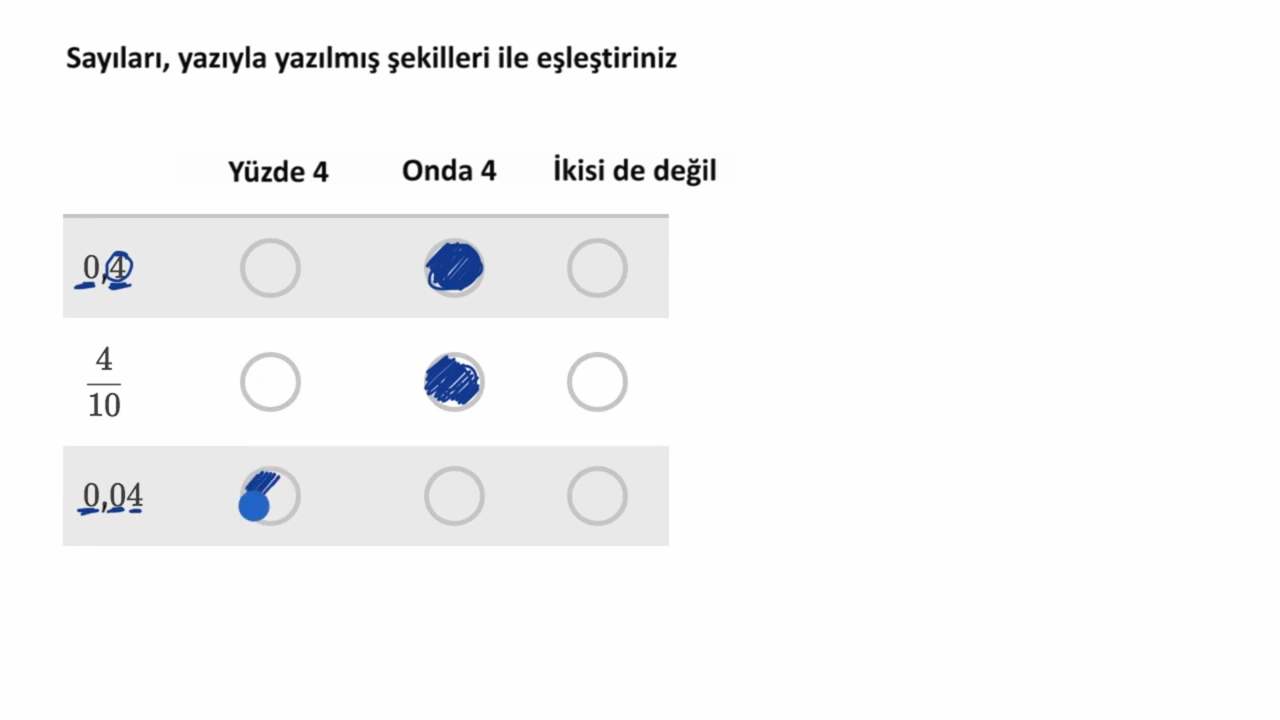 Sayıları, yazıyla yazılmış şekilleri ile eşleştiriniz
Yüzde 4 Onda 4 İkisi de değil
0,4
4
10
0,04